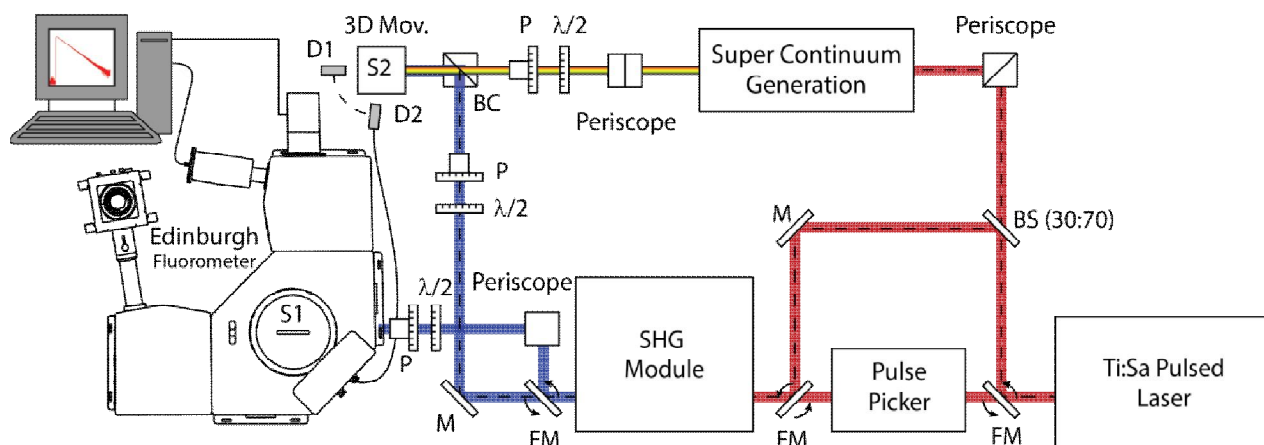 3D Mov.
P
λ/2
Periscope
D1
S2
Super Continuum
Generation
BC
D2
Periscope
P
M
BS (30:70)
λ/2
Edinburgh
Fluorometer
Periscope
λ/2
S1
SHG
Module
P
Pulse
Picker
Ti:Sa Pulsed
Laser
M
FM
FM
FM